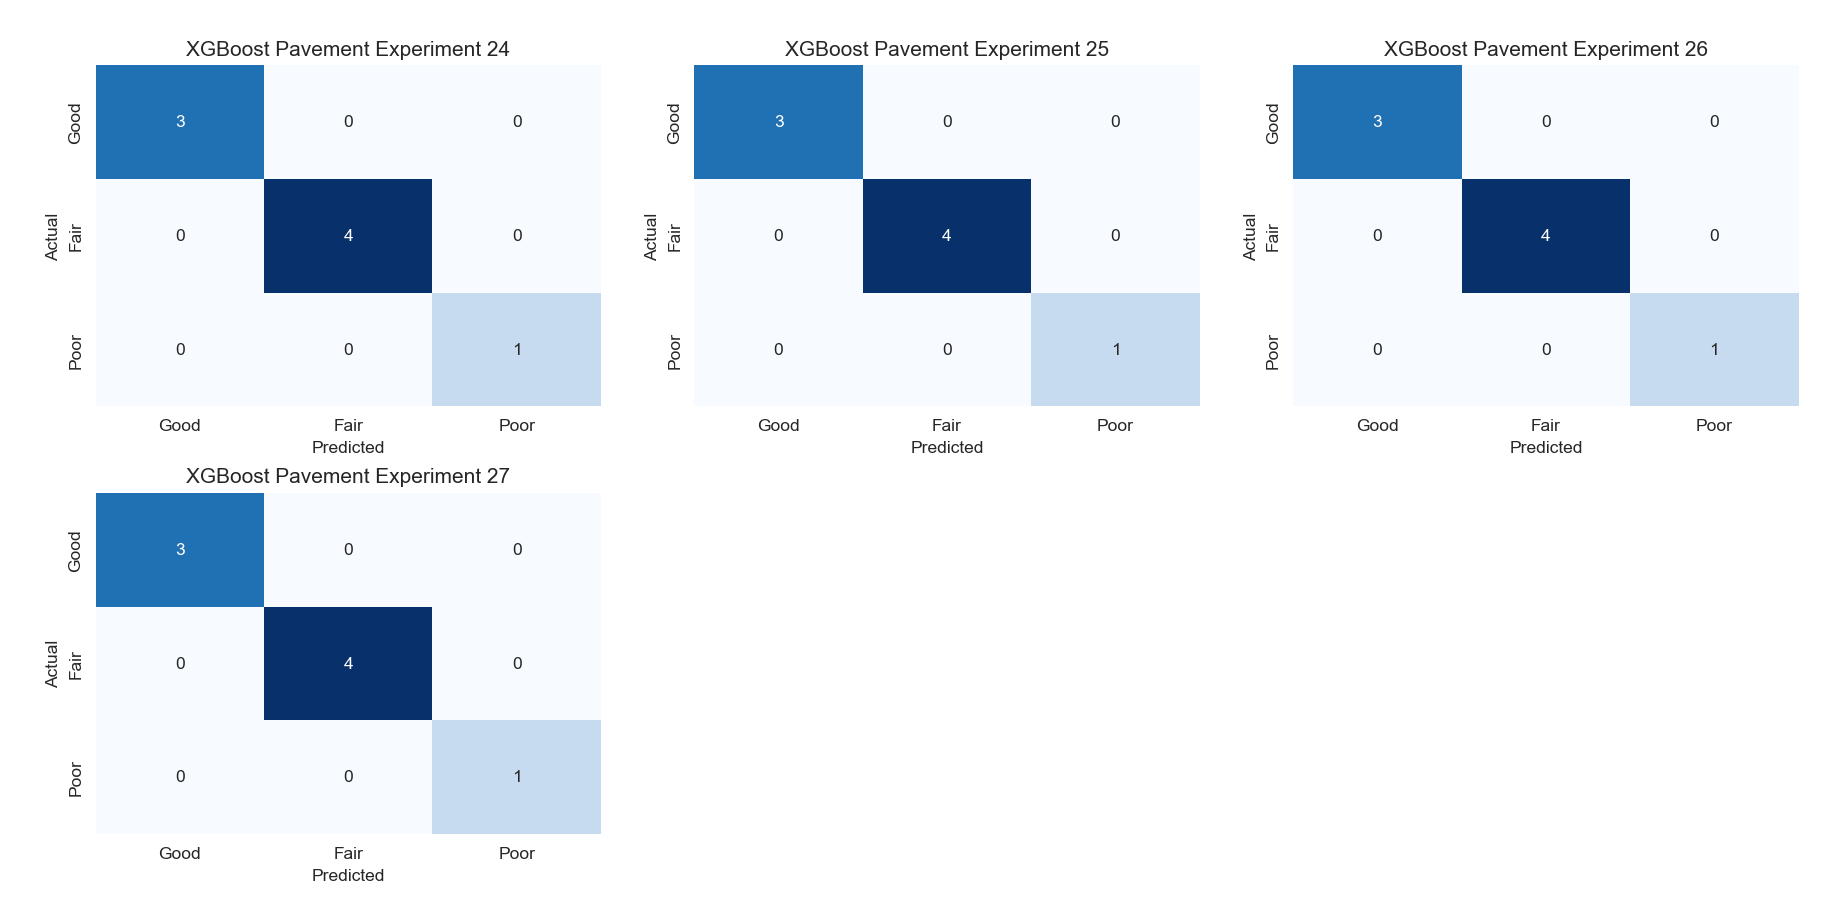 XGBoost Pavement Experiment 24
Actual
Good
3 0 0
Fair
0 4 0
Poor
0 0 1
Good Fair Poor
Predicted
XGBoost Pavement Experiment 25
Actual
Good
3 0 0
Fair
0 4 0
Poor
0 0 1
Good Fair Poor
Predicted
XGBoost Pavement Experiment 26
Actual
Good
3 0 0
Fair
0 4 0
Poor
0 0 1
Good Fair Poor
Predicted
XGBoost Pavement Experiment 27
Actual
Good
3 0 0
Fair
0 4 0
Poor
0 0 1
Good Fair Poor
Predicted